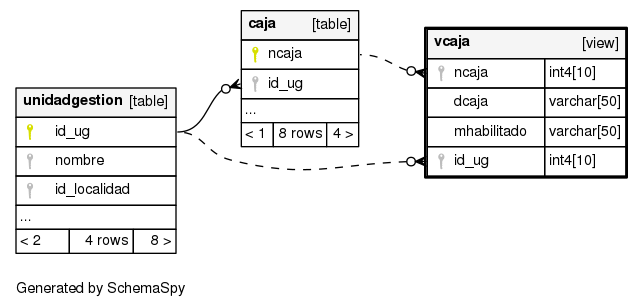 caja [table]
ncaja
id_ug
...
< 1 8 rows 4 >
vcaja [view]
ncaja int4[10]
dcaja varchar[50]
mhabilitado varchar[50]
id_ug int4[10]
unidadgestion [table]
id_ug
nombre
id_localidad
...
< 2 4 rows 8 >
Generated by SchemaSpy